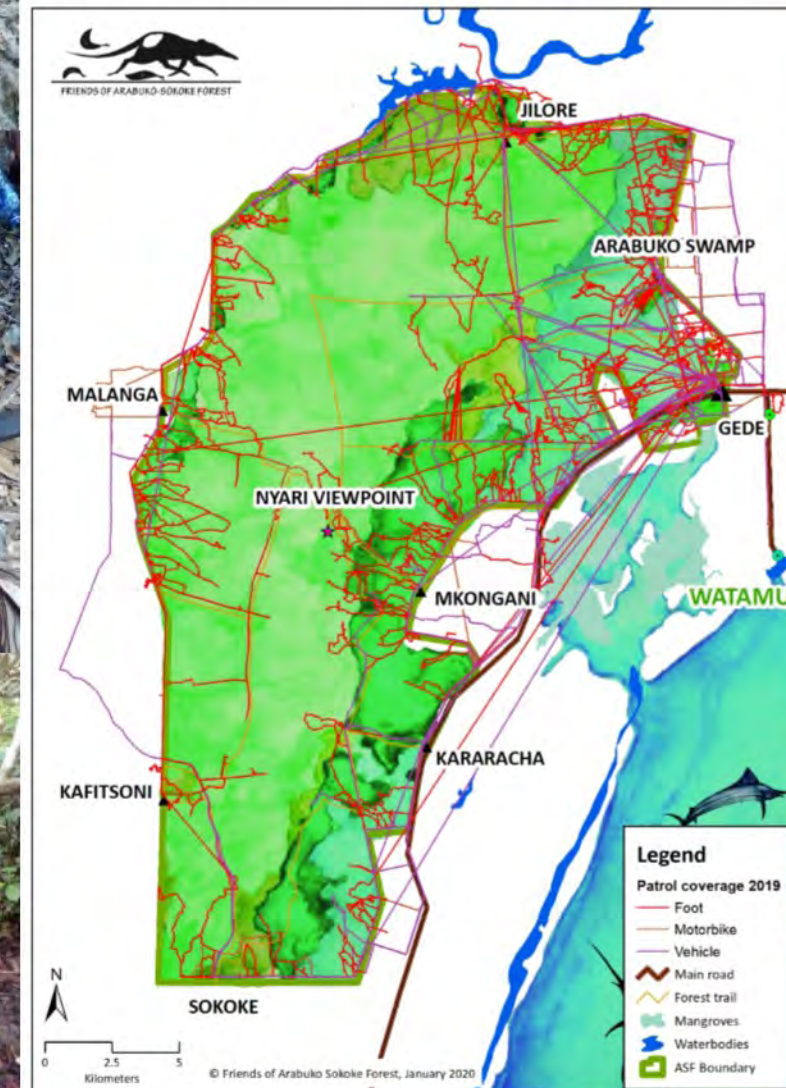 FRIENDS OF ARABUKO-SOKOKE FOREST
JILORE
ARABUKO SWAMP
MALANGA
GEDE
NYARI VIEWPOINT
MKONGANI
WATAMU
KARARACHA
KAFITSONI
SOKOKE
Legend
Patrol coverage 2019
Foot
Motorbike
Vehicle
Main road
Forest trail
Mangroves
Waterbodies
ASF Boundary
N
0 2.5 5
Kilometers
© Friends of Arabuko Sokoke Forest, January 2020